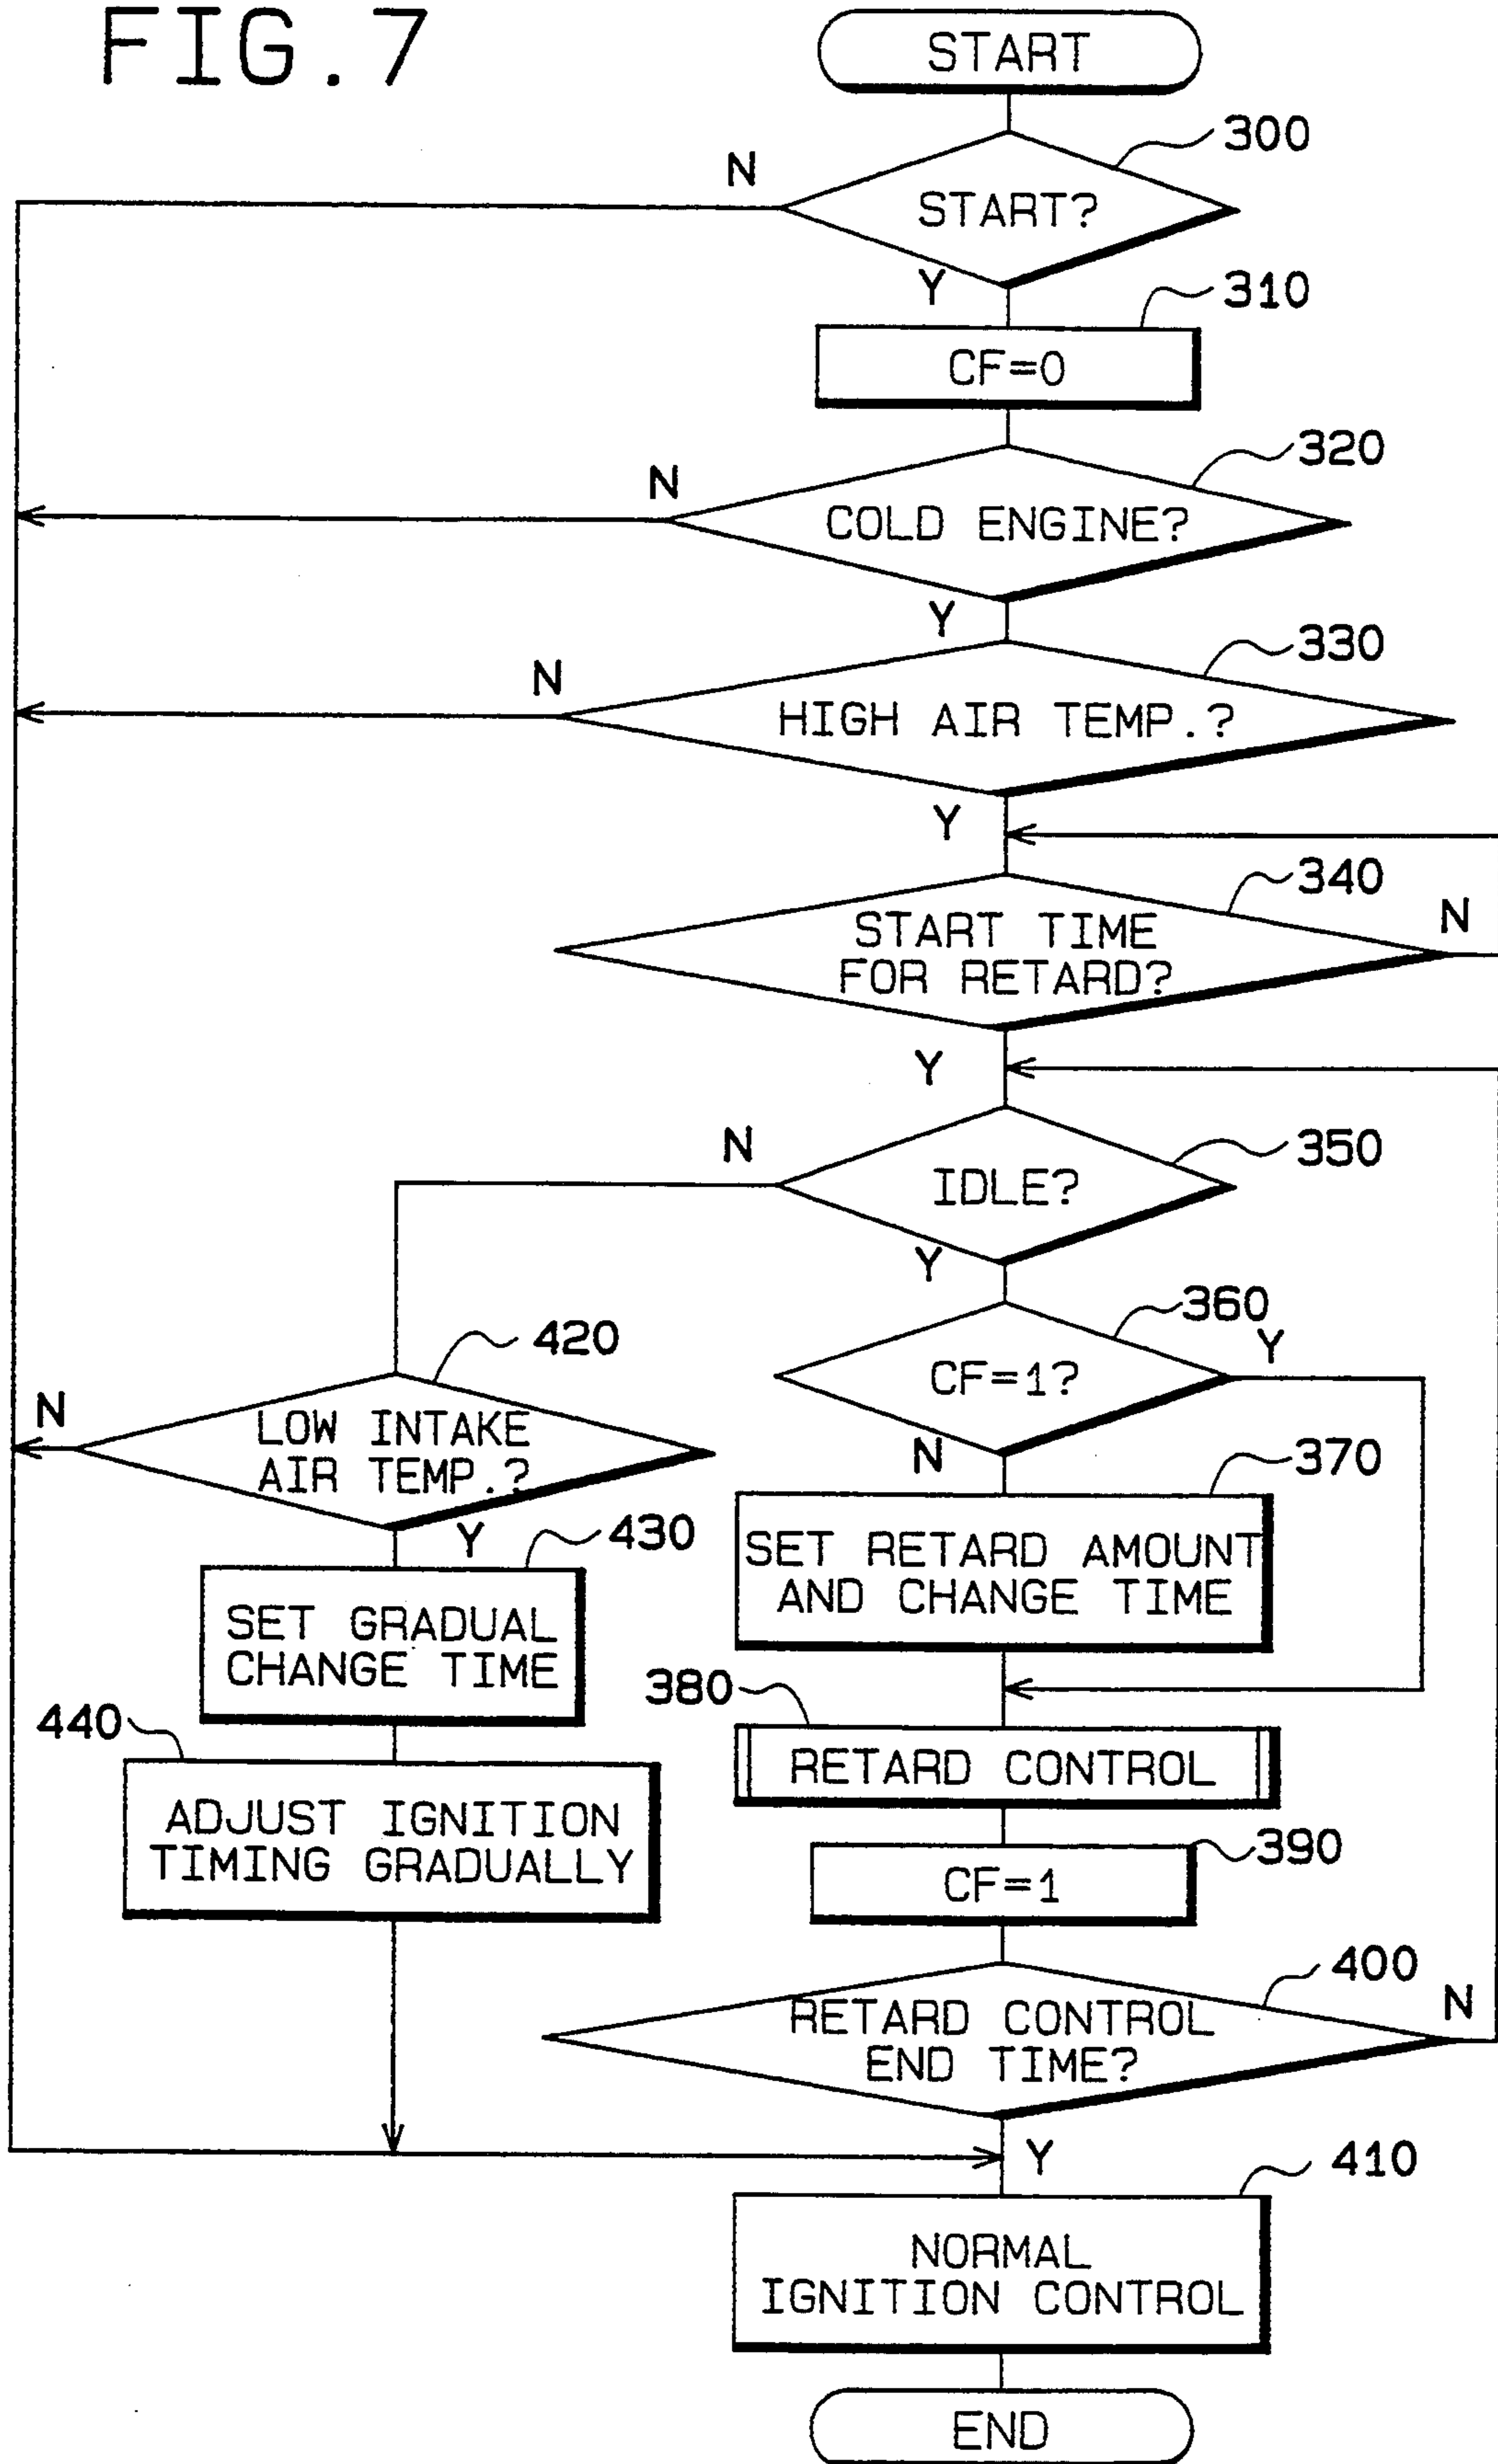 FIG.7
START
300
N
START?
Y
310
CF=0
320
N
COLD ENGINE?
Y
330
N
HIGH AIR TEMP.?
Y
340
N
START TIME
FOR RETARD?
Y
350
N
IDLE?
Y
360
Y
CF=1?
N
420
N
LOW INTAKE
AIR TEMP.?
Y
430
SET GRADUAL
CHANGE TIME
440
ADJUST IGNITION
TIMING GRADUALLY
370
SET RETARD AMOUNT
AND CHANGE TIME
380
RETARD CONTROL
390
CF=1
400
N
RETARD CONTROL
END TIME?
Y
410
NORMAL
IGNITION CONTROL
END